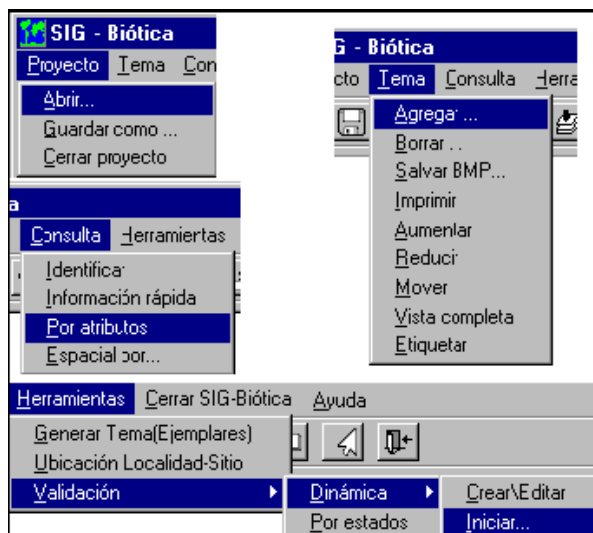 SIG - Biótica
Proyecto Tema Con
Abrir...
Guardar como ...
Cerrar proyecto
G - Biótica
cto Tema Consulta Herra
Agregar ...
Borrar ...
Salvar BMP...
Imprimir
Aumentar
Reducir
Mover
Vista completa
Etiquetar
a
Consulta Herramientas
Identificar
Información rápida
Por atributos
Espacial por...
Herramientas Cerrar SIG-Biótica Ayuda
Generar Tema(Ejemplares)
Ubicación Localidad-Sitio
Validación Dinámica Crear\Editar
Por estados Iniciar...